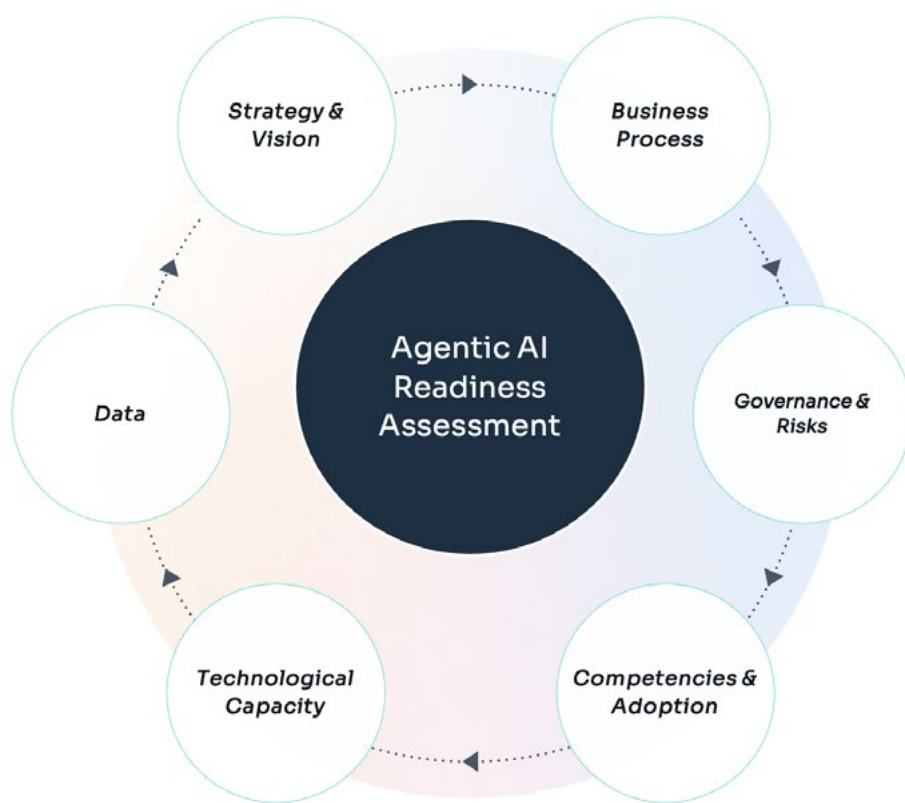 Strategy &
Vision
Business
Process
Agentic AI
Readiness
Assessment
Data
Governance &
Risks
Technological
Capacity
Competencies &
Adoption